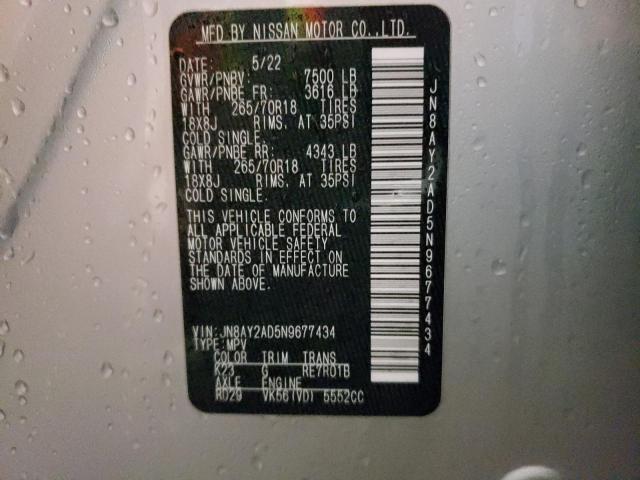 MFD BY NISSAN MOTOR CO.,LTD.
DATE: 5/22
GVWR/PNBV: 7500 LB
GAWR/PNBE FR: 3616 LB
WITH 265/70R18 TIRES
18X8J RIMS, AT 35PSI
COLD SINGLE.
GAWR/PNBE RR: 4343 LB
WITH 265/70R18 TIRES
18X8J RIMS, AT 35PSI
COLD SINGLE.
THIS VEHICLE CONFORMS TO
ALL APPLICABLE FEDERAL
MOTOR VEHICLE SAFETY
STANDARDS IN EFFECT ON
THE DATE OF MANUFACTURE
SHOWN ABOVE.
VIN:JN8AY2AD5N9677434
TYPE:MPV
COLOR TRIM TRANS
K23 G RE7R01B
AXLE ENGINE
RD29 VK56(VD) 5552CC
JN8AY2AD5N9677434